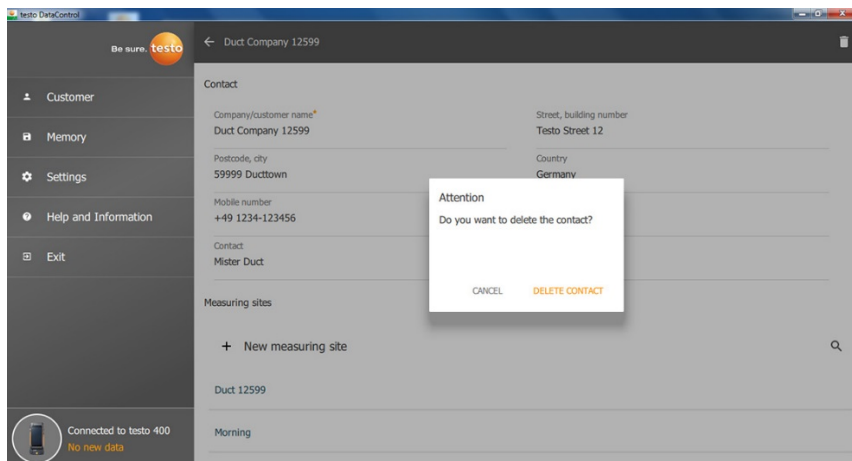 testo DataControl
Be sure. testo
Customer
Memory
Settings
Help and Information
Exit
Connected to testo 400
No new data
Duct Company 12599
Contact
Company/customer name*
Duct Company 12599
Street, building number
Testo Street 12
Postcode, city
59999 Ducttown
Country
Germany
Mobile number
+49 1234-123456
Contact
Mister Duct
Attention
Do you want to delete the contact?
CANCEL DELETE CONTACT
Measuring sites
+ New measuring site
Duct 12599
Morning